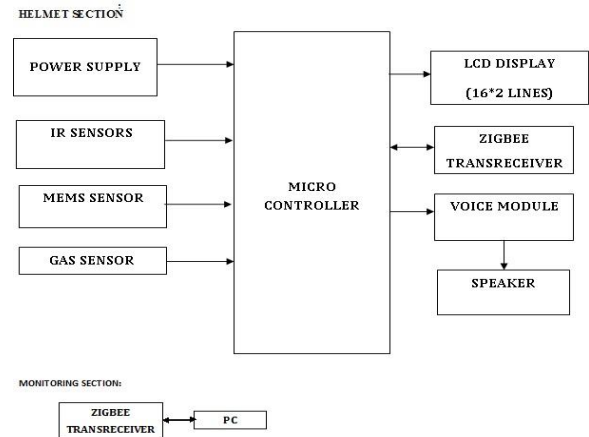 HELMET SECTION:
POWER SUPPLY
IR SENSORS
MEMS SENSOR
GAS SENSOR
MICRO
CONTROLLER
LCD DISPLAY
(16*2 LINES)
ZIGBEE
TRANSRECEIVER
VOICE MODULE
SPEAKER
MONITORING SECTION:
ZIGBEE
TRANSRECEIVER
PC